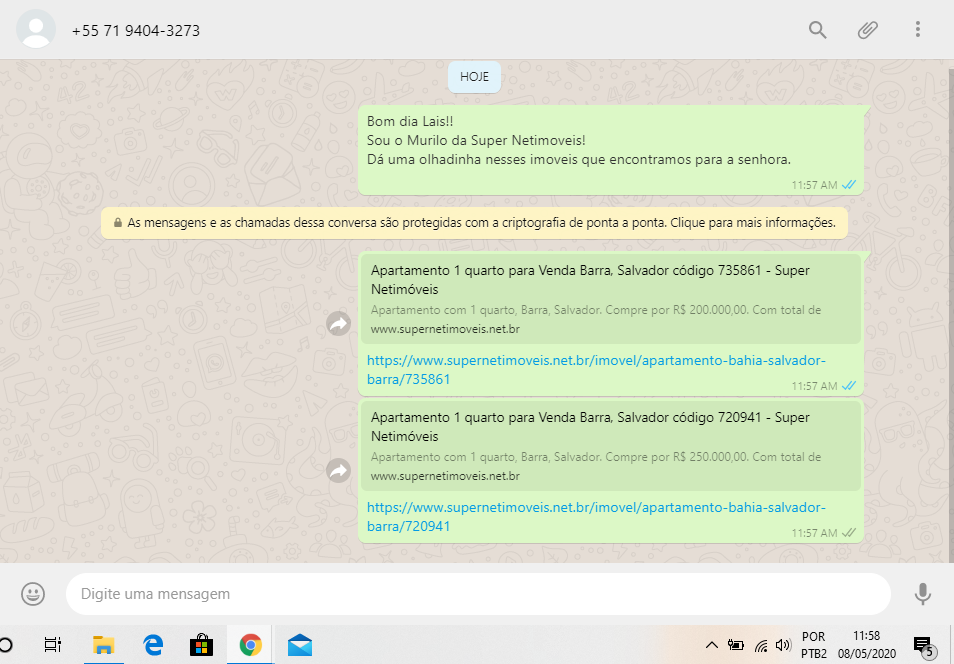 +55 71 9404-3273
HOJE
Bom dia Lais!!
Sou o Murilo da Super Netimoveis!
Dá uma olhadinha nesses imoveis que encontramos para a senhora.
11:57 AM
As mensagens e as chamadas dessa conversa são protegidas com a criptografia de ponta a ponta. Clique para mais informações.
Apartamento 1 quarto para Venda Barra, Salvador código 735861 - Super
Netimóveis
Apartamento com 1 quarto, Barra, Salvador. Compre por R$ 200.000,00. Com total de
www.supernetimoveis.net.br
https://www.supernetimoveis.net.br/imovel/apartamento-bahia-salvador-
barra/735861
11:57 AM
Apartamento 1 quarto para Venda Barra, Salvador código 720941 - Super
Netimóveis
Apartamento com 1 quarto, Barra, Salvador. Compre por R$ 250.000,00. Com total de
www.supernetimoveis.net.br
https://www.supernetimoveis.net.br/imovel/apartamento-bahia-salvador-
barra/720941
11:57 AM
Digite uma mensagem
POR
PTB2
11:58
08/05/2020
5